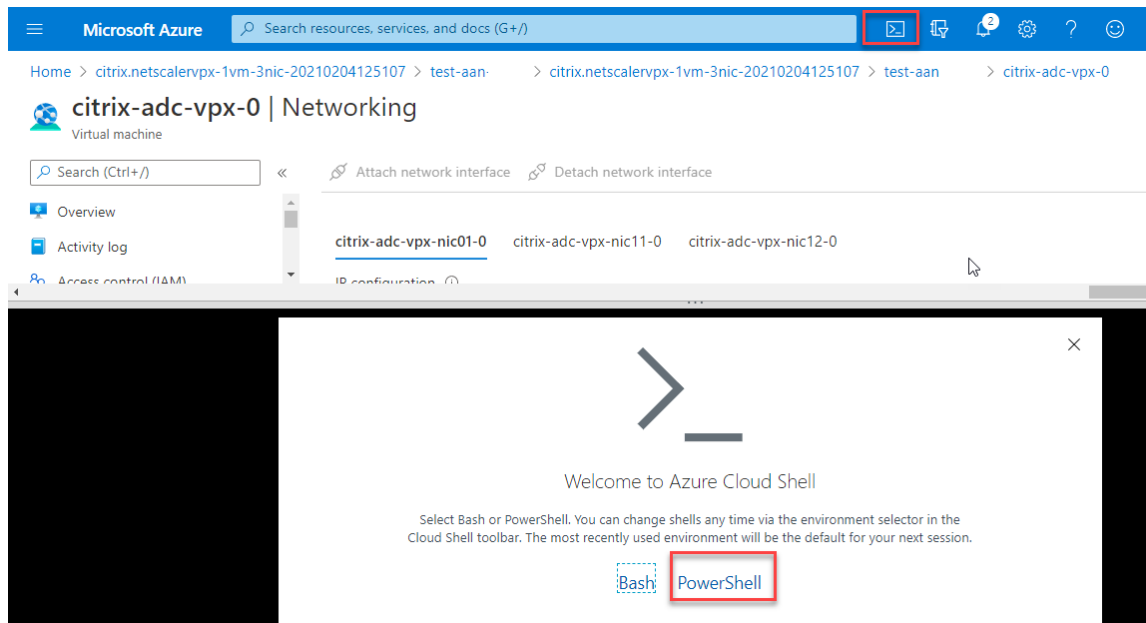 Microsoft Azure Search resources, services, and docs (G+/) 2
Home > citrix.netscalervpx-1vm-3nic-20210204125107 > test-aan- > citrix.netscalervpx-1vm-3nic-20210204125107 > test-aan > citrix-adc-vpx-0
citrix-adc-vpx-0 | Networking
Virtual machine
Search (Ctrl+/) « Attach network interface Detach network interface
Overview
citrix-adc-vpx-nic01-0 citrix-adc-vpx-nic11-0 citrix-adc-vpx-nic12-0
Activity log
Access control (IAM) IP configuration
Welcome to Azure Cloud Shell
Select Bash or PowerShell. You can change shells any time via the environment selector in the
Cloud Shell toolbar. The most recently used environment will be the default for your next session.
Bash PowerShell